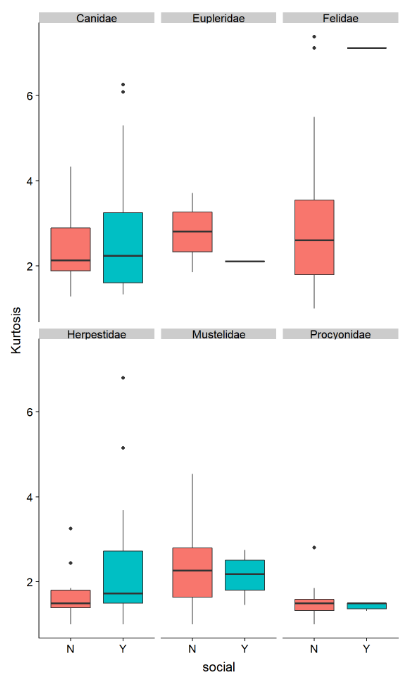 Canidae Eupleridae Felidae
6
4
2
Kurtosis
Herpestidae Mustelidae Procyonidae
6
4
2
N Y N Y N Y
social